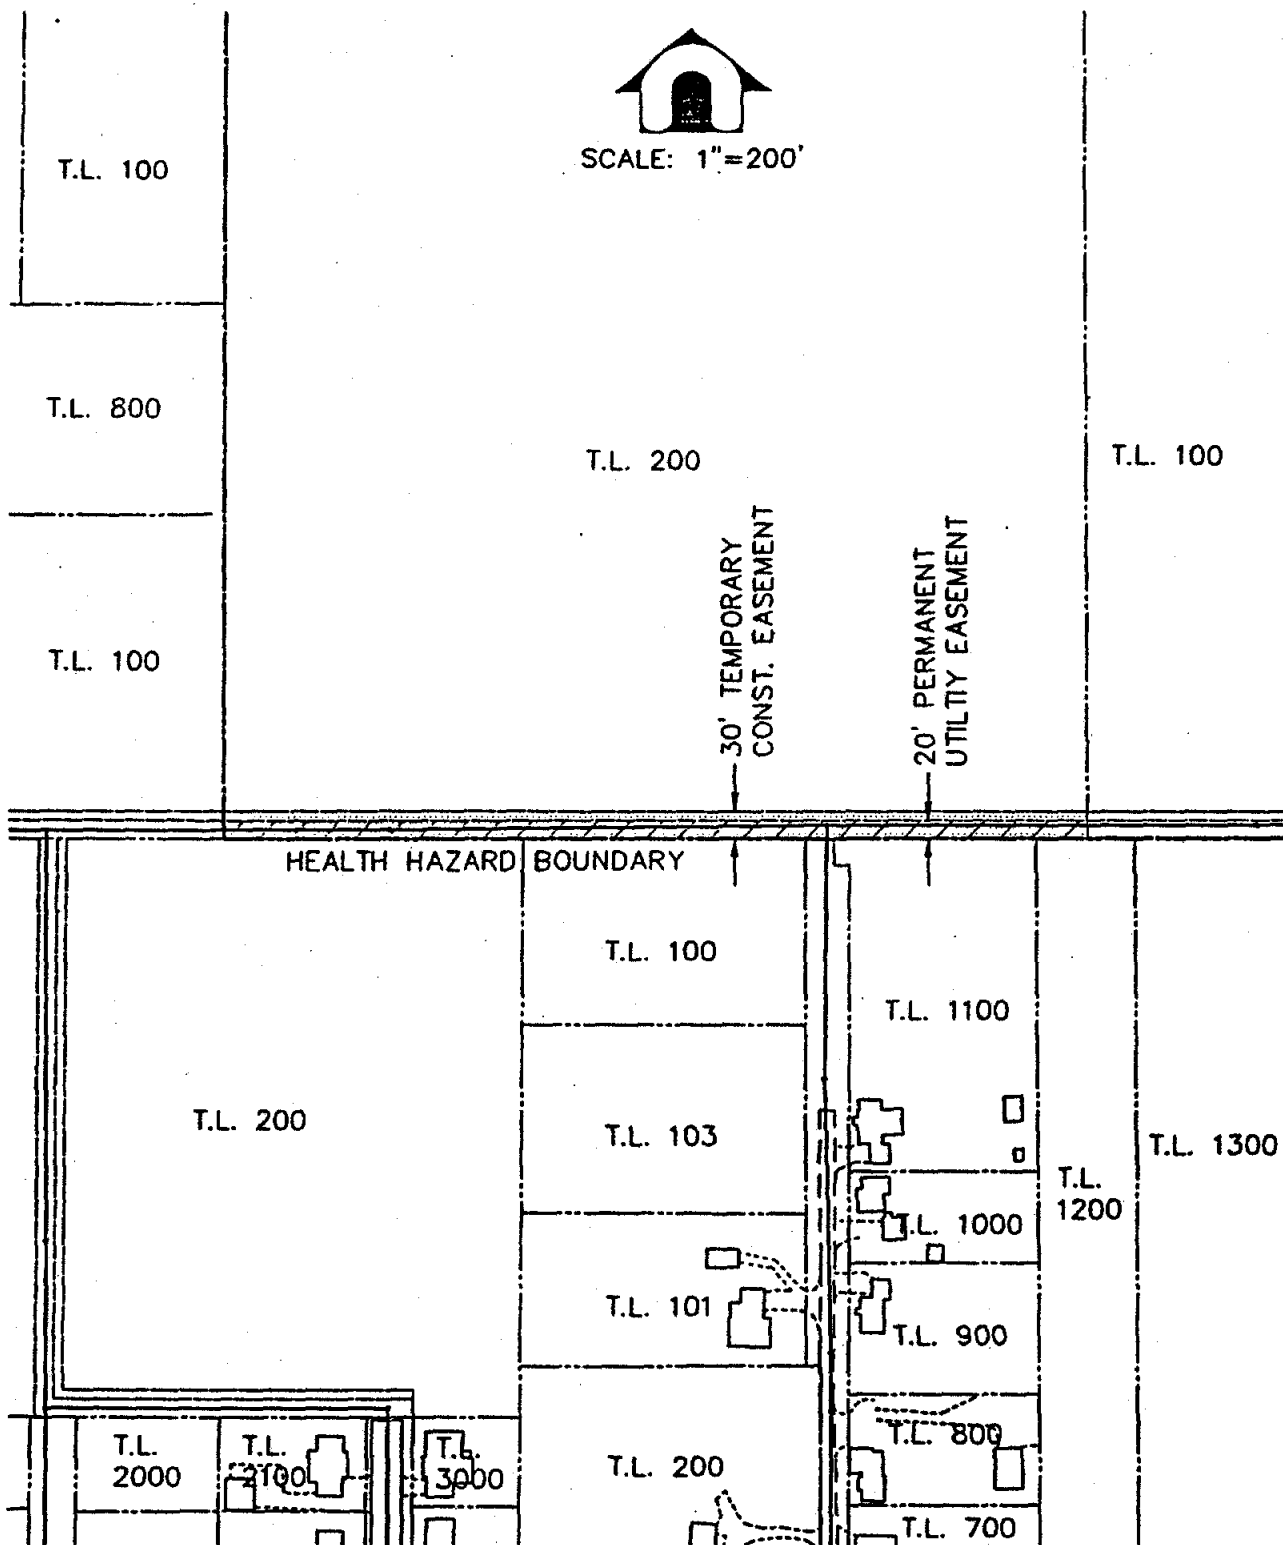 SCALE: 1"=200'
T.L. 100
T.L. 800
T.L. 200
T.L. 100
T.L. 100
30' TEMPORARY
CONST. EASEMENT
20' PERMANENT
UTILTIY EASEMENT
HEALTH HAZARD BOUNDARY
T.L. 100
T.L. 1100
T.L. 200
T.L. 103
T.L. 1300
T.L.
1200
T.L. 1000
T.L. 101
T.L. 900
T.L. 800
T.L.
2000
T.L.
2100
T.L.
3000
T.L. 200
T.L. 700